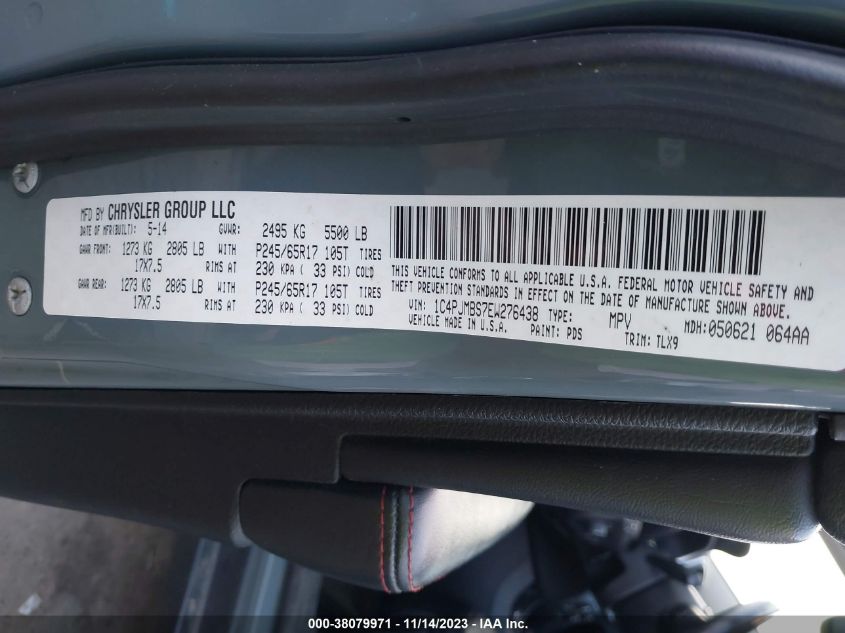 MFD BY CHRYSLER GROUP LLC
DATE OF MFR(BUILT): 5-14 GVWR: 2495 KG 5500 LB
GAWR FRONT: 1273 KG 2805 LB WITH P245/65R17 105T TIRES
17X7.5 RIMS AT 230 KPA ( 33 PSI) COLD
GAWR REAR: 1273 KG 2805 LB WITH P245/65R17 105T TIRES
17X7.5 RIMS AT 230 KPA ( 33 PSI) COLD
THIS VEHICLE CONFORMS TO ALL APPLICABLE U.S.A. FEDERAL MOTOR VEHICLE SAFETY AND
THEFT PREVENTION STANDARDS IN EFFECT ON THE DATE OF MANUFACTURE SHOWN ABOVE.
VIN: 1C4PJMBS7EW276438 TYPE: MPV MDH:050621 064AA
VEHICLE MADE IN U.S.A. PAINT: PDS TRIM: TLX9
000-38079971 - 11/14/2023 - IAA Inc.